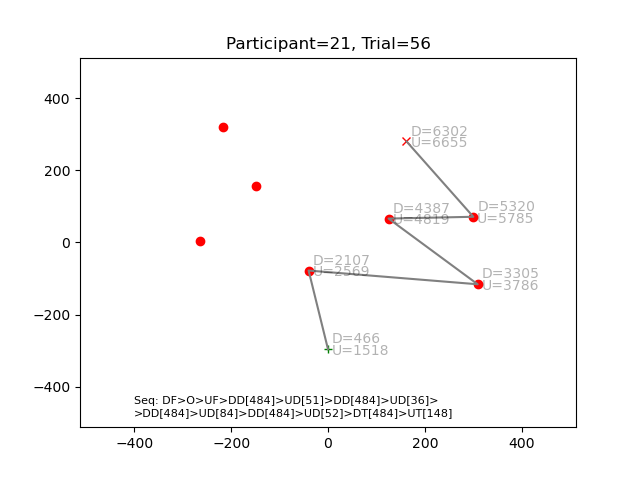 Participant=21, Trial=56
400
200
0
−200
−400
D=6302
U=6655
D=5320
U=5785
D=4387
U=4819
D=2107
U=2569
D=3305
U=3786
D=466
U=1518
Seq: DF>O>UF>DD[484]>UD[51]>DD[484]>UD[36]>
>DD[484]>UD[84]>DD[484]>UD[52]>DT[484]>UT[148]
−400 −200 0 200 400